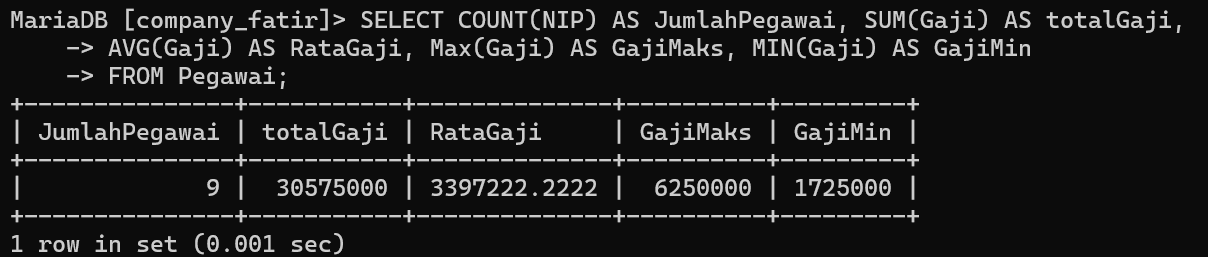 MariaDB [company_fatir]> SELECT COUNT(NIP) AS JumlahPegawai, SUM(Gaji) AS totalGaji,
    -> AVG(Gaji) AS RataGaji, Max(Gaji) AS GajiMaks, MIN(Gaji) AS GajiMin
    -> FROM Pegawai;
+---------------+-----------+--------------+----------+---------+
| JumlahPegawai | totalGaji | RataGaji     | GajiMaks | GajiMin |
+---------------+-----------+--------------+----------+---------+
|             9 |  30575000 | 3397222.2222 |  6250000 | 1725000 |
+---------------+-----------+--------------+----------+---------+
1 row in set (0.001 sec)